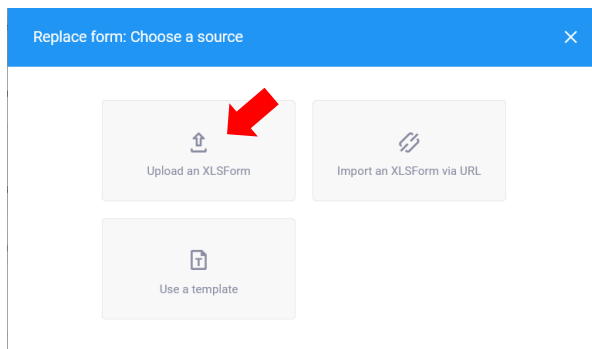 Replace form: Choose a source
Upload an XLSForm
Import an XLSForm via URL
Use a template